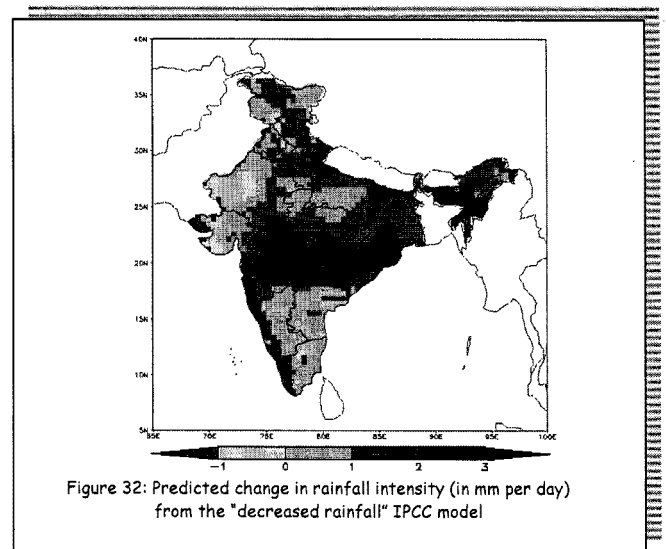 40N
35N
30N
25N
20N
15N
10N
5N
65E 70E 75E 80E 85E 90E 95E 100E
-1 0 1 2 3
Figure 32: Predicted change in rainfall intensity (in mm per day)
from the "decreased rainfall" IPCC model